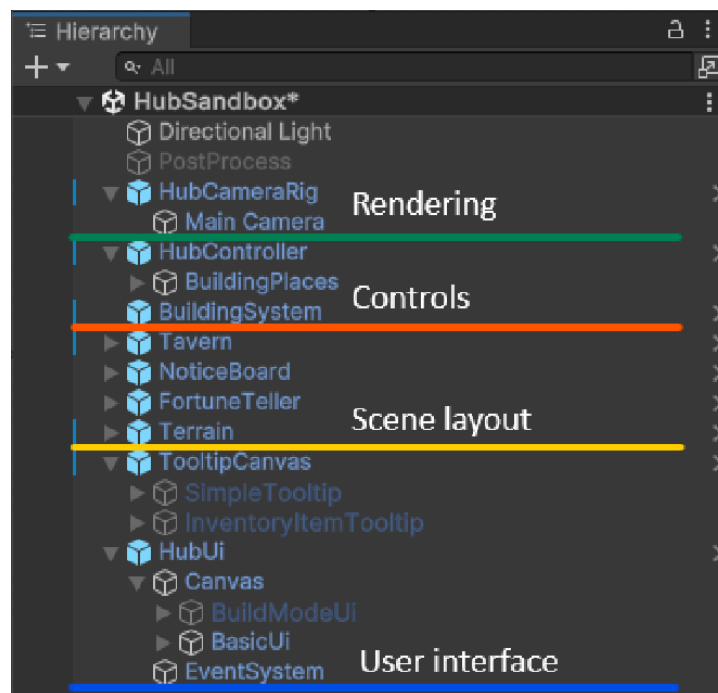 Hierarchy
All
HubSandbox*
Directional Light
PostProcess
HubCameraRig
Main Camera
Rendering
HubController
BuildingPlaces
Controls
BuildingSystem
Tavern
NoticeBoard
FortuneTeller
Scene layout
Terrain
TooltipCanvas
SimpleTooltip
InventoryItemTooltip
HubUi
Canvas
BuildModeUi
BasicUi
EventSystem
User interface